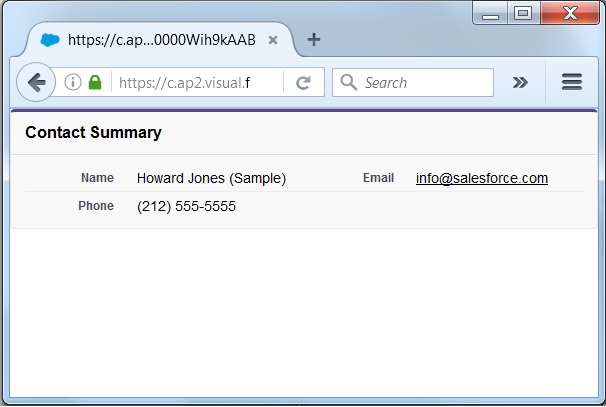 https://c.ap...0000Wih9kAAB
https://c.ap2.visual.f Search
Contact Summary
Name Howard Jones (Sample) Email info@salesforce.com
Phone (212) 555-5555